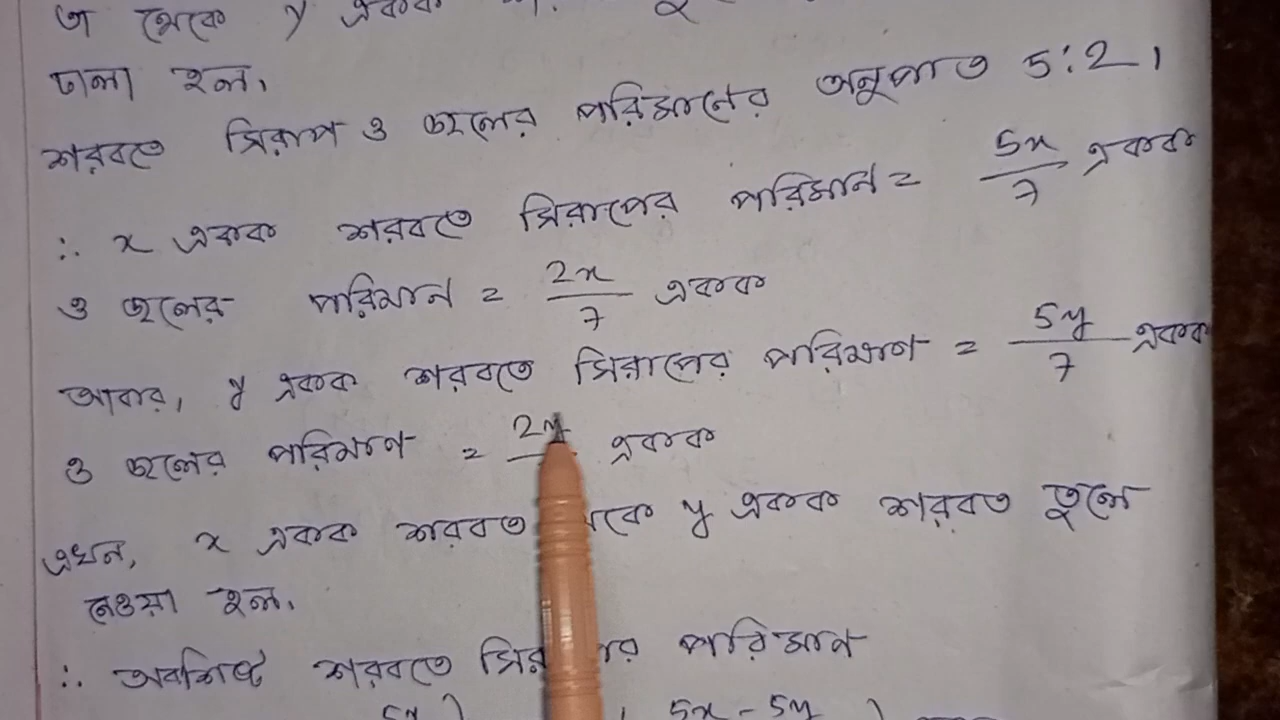 তা থেকে y একক
ঢালা হল।
শরবতে সিরাপ ও জলের পরিমানের অনুপাত 5:2।
∴ x একক শরবতে সিরাপের পরিমান = 5x/7 একক
ও জলের পরিমান = 2x/7 একক
আবার, y একক শরবতে সিরাপের পরিমাণ = 5y/7 একক
ও জলের পরিমাণ = 2y একক
এখন, x একক শরবত y একক শরবত তুলে
নেওয়া হল।
∴ অবশিষ্ট শরবতে পরিমাণ
5x - 5y